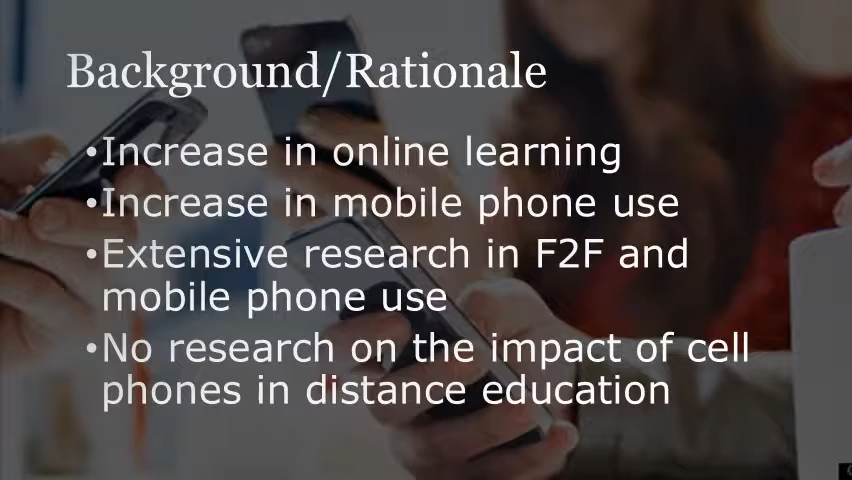 Background/Rationale
•Increase in online learning
•Increase in mobile phone use
•Extensive research in F2F and
mobile phone use
•No research on the impact of cell
phones in distance education